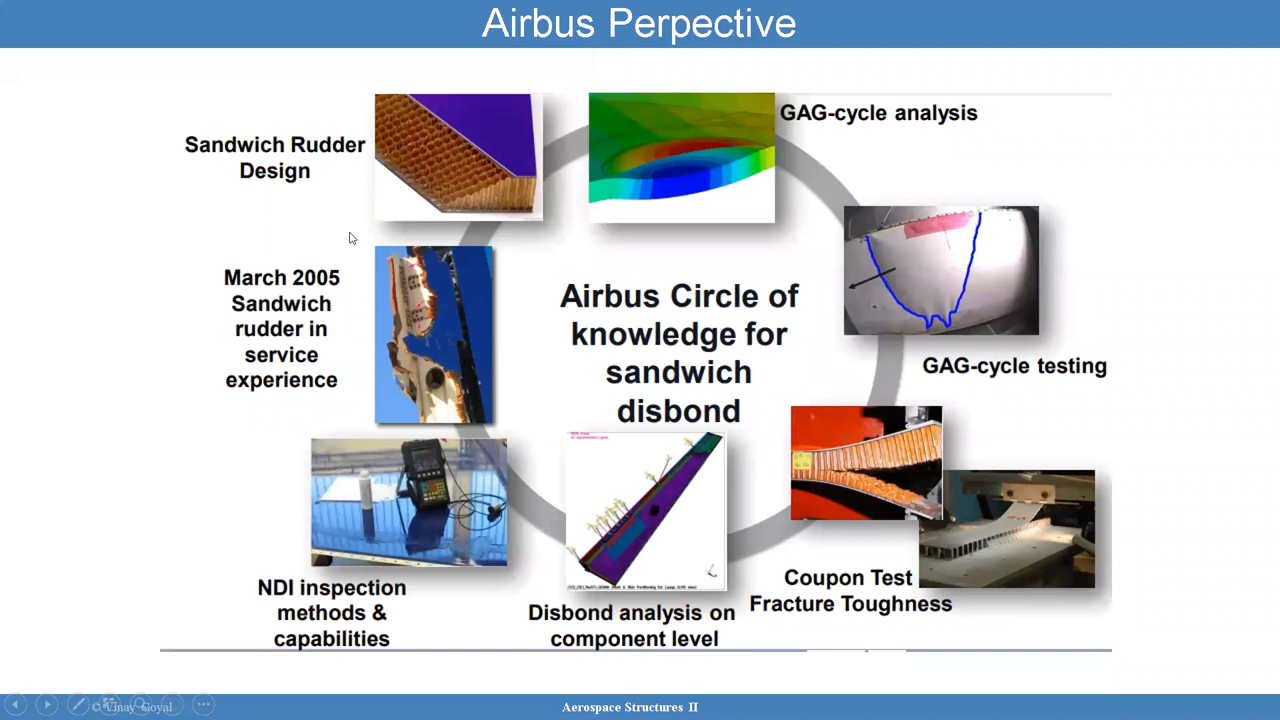 Airbus Perpective
Sandwich Rudder
Design
GAG-cycle analysis
March 2005
Sandwich
rudder in
service
experience
Airbus Circle of
knowledge for
sandwich
disbond
GAG-cycle testing
NDI inspection
methods &
capabilities
Disbond analysis on
component level
Coupon Test
Fracture Toughness
© Vinay Goyal
Aerospace Structures II